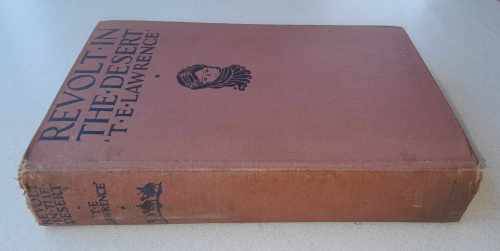 REVOLT·IN
THE·DESERT
'T·E·LAWRENCE'
REVOLT
IN THE
DESERT
'T·E·
LAWRENCE'